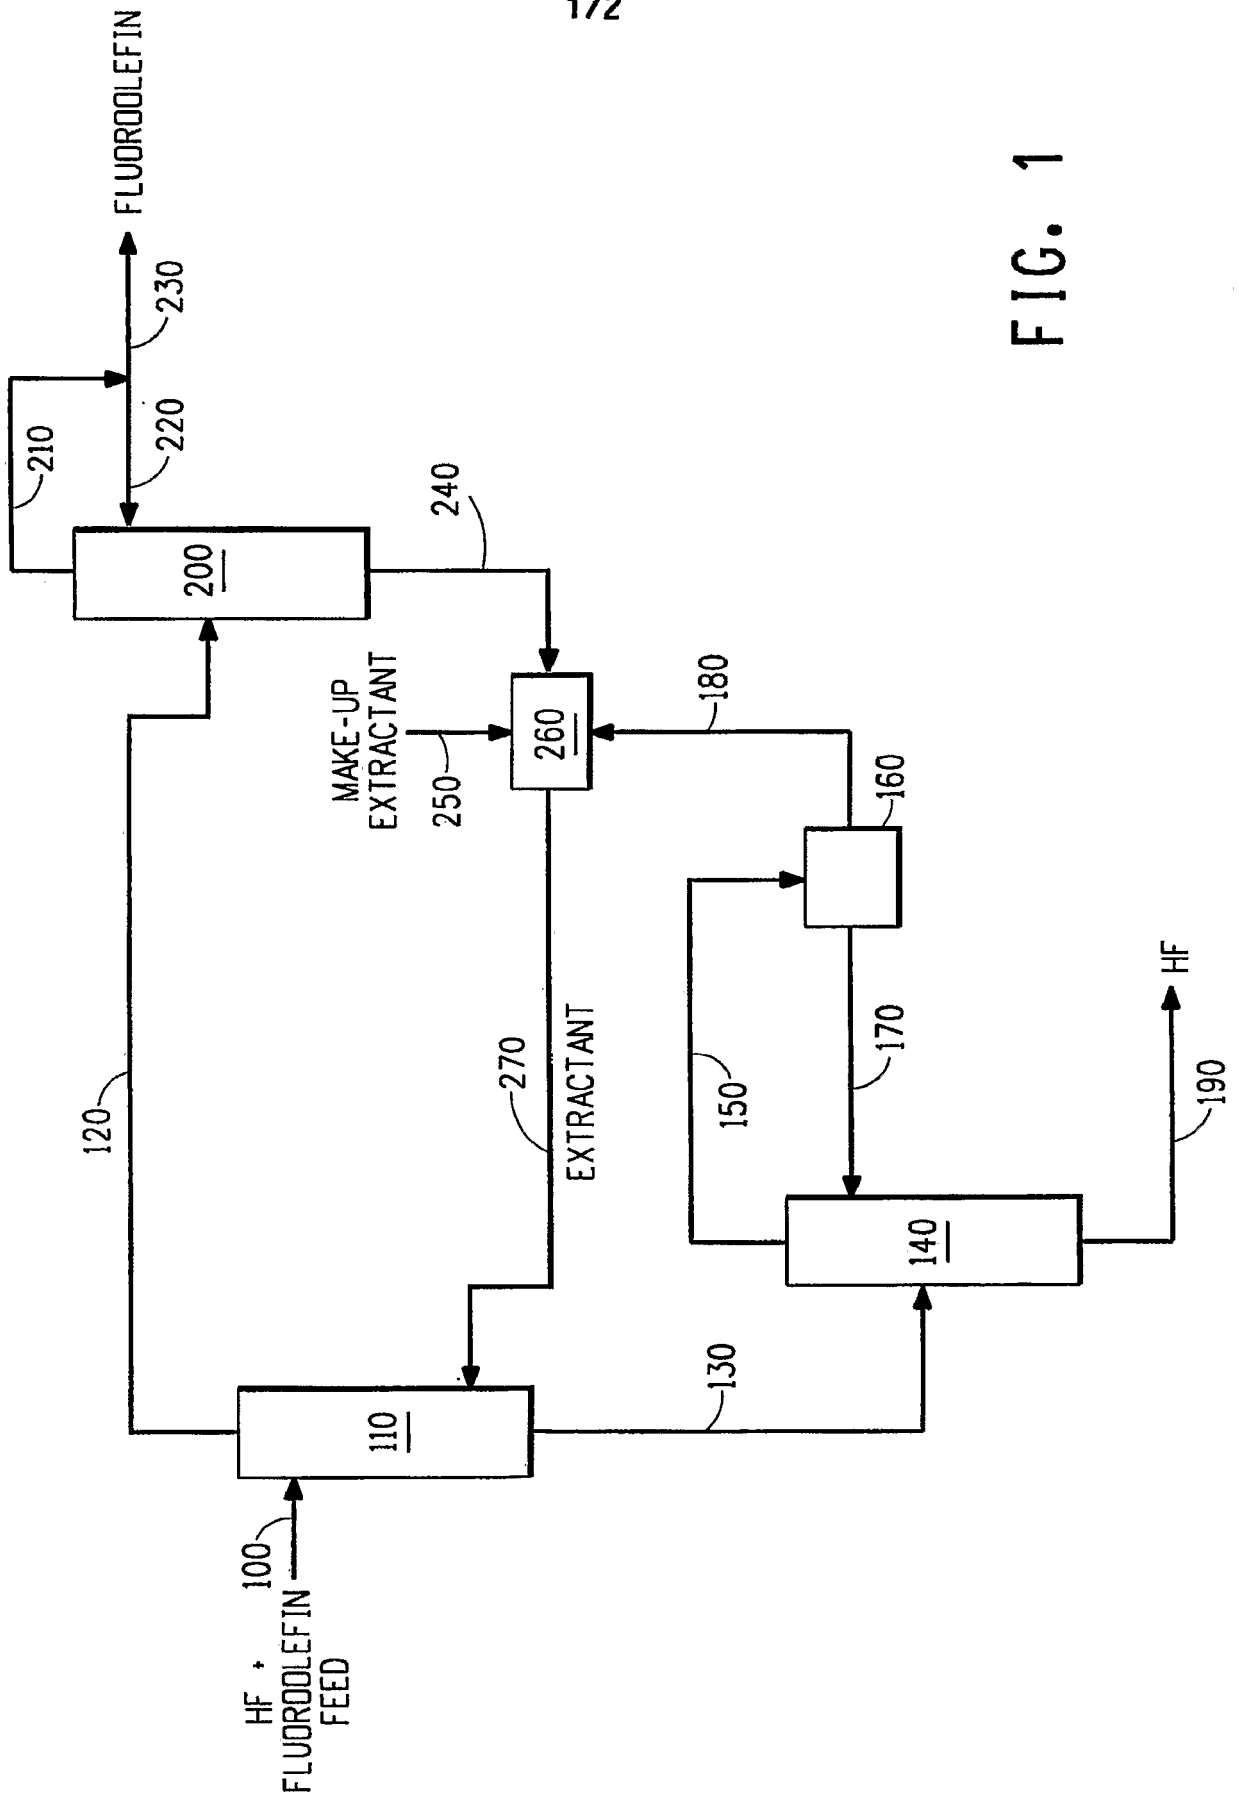 1/2
HF +
FLUOROOLEFIN
FEED
100
110
120
130
140
150
160
170
180
190
HF
200
210
220
230
FLUOROOLEFIN
240
MAKE-UP
EXTRACTANT
250
260
270
EXTRACTANT
FIG. 1